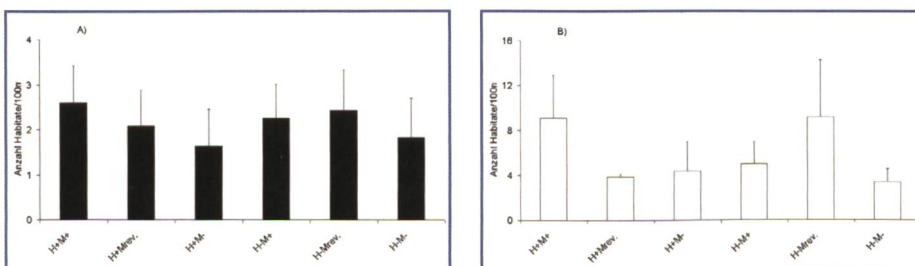 A)
Anzahl Habitate/100m
4
3
2
1
0
H+M+
H+Mrev.
H+M-
H-M+
H-Mrev.
H-M-
B)
Anzahl Habitate/100m
16
12
8
4
0
H+M+
H+Mrev.
H+M-
H-M+
H-Mrev.
H-M-